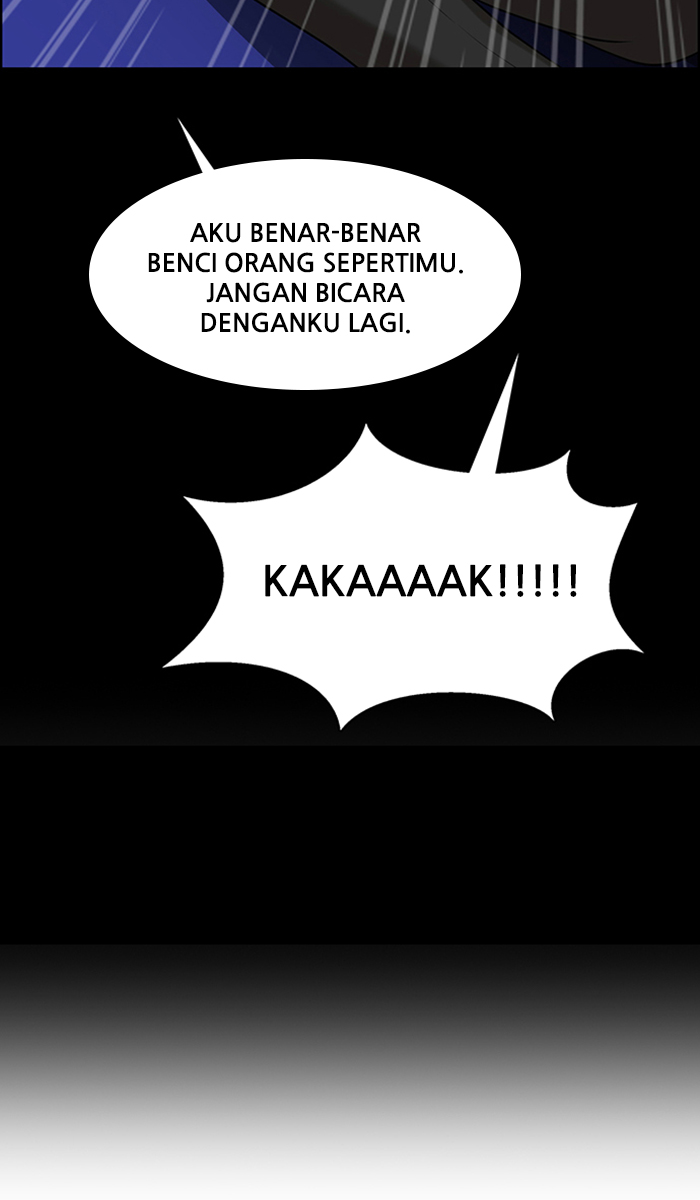 AKU BENAR-BENAR
BENCI ORANG SEPERTIMU.
JANGAN BICARA
DENGANKU LAGI.
KAKAAAAK!!!!!